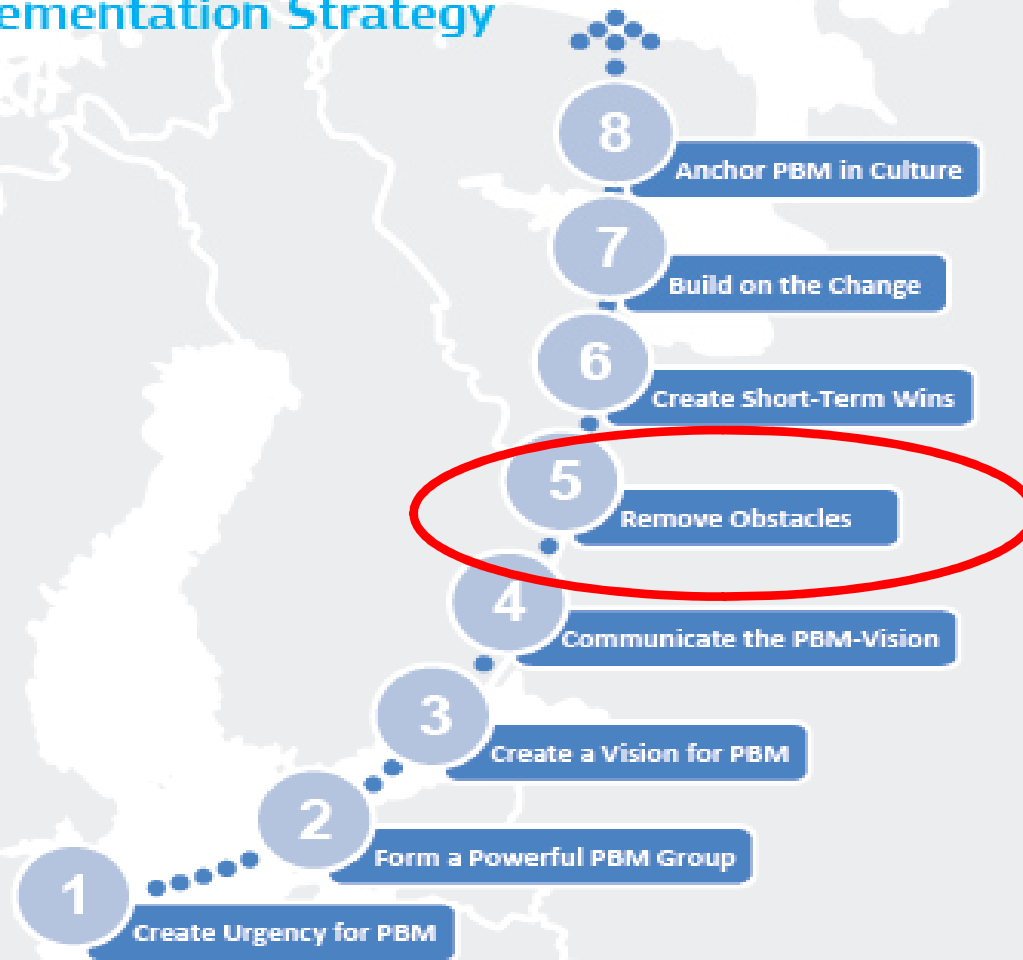 ementation Strategy
8
Anchor PBM in Culture
7
Build on the Change
6
Create Short-Term Wins
5
Remove Obstacles
4
Communicate the PBM-Vision
3
Create a Vision for PBM
2
Form a Powerful PBM Group
1
Create Urgency for PBM